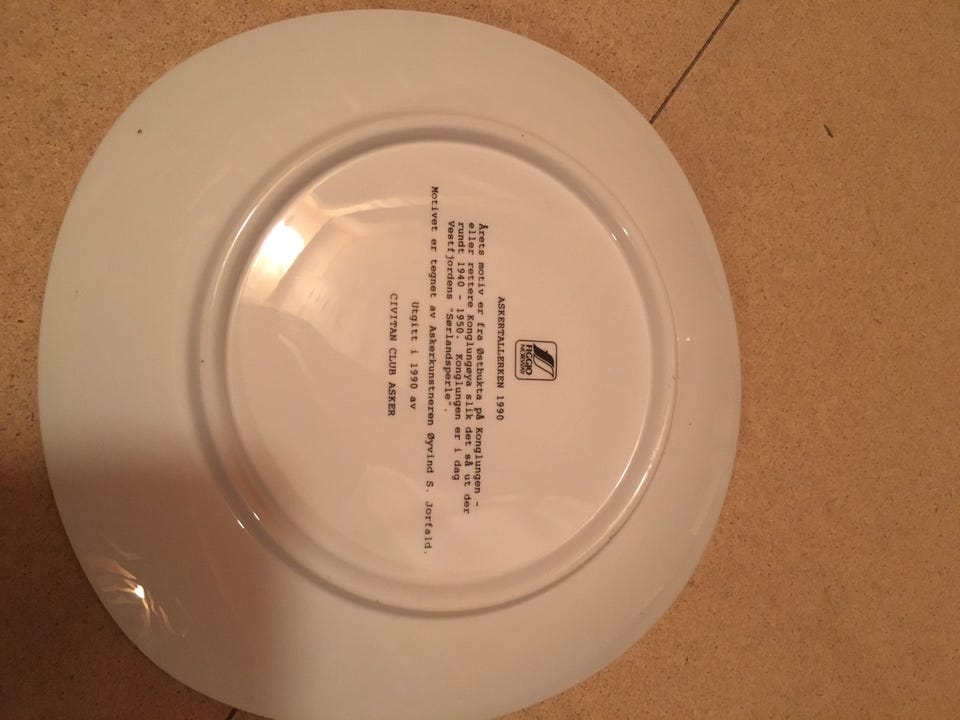 FIGGJO
NORWAY
ASKERTALLERKEN 1990
Årets motiv er fra Østbukta på Konglungen -
eller rettere Konglungøya slik det så ut der
rundt 1940 - 1950. Konglungen er i dag
Vestfjordens "Sørlandsperle".
Motivet er tegnet av Askerkunstneren Øyvind S. Jorfald.
Utgitt i 1990 av
CIVITAN CLUB ASKER